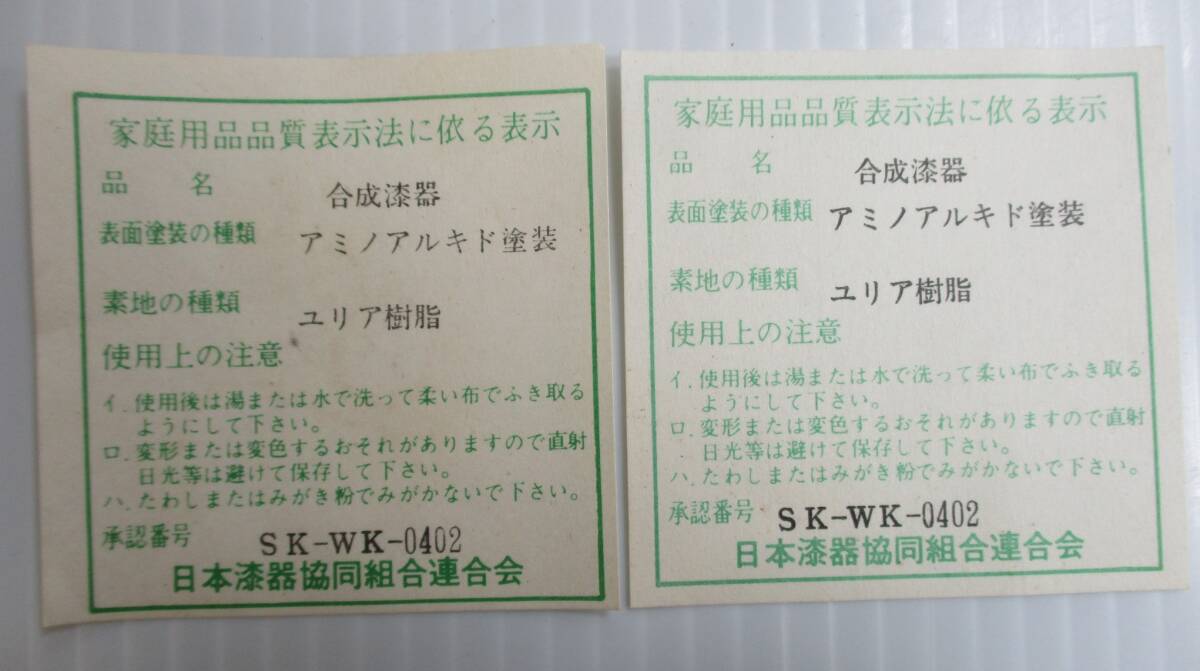 家庭用品品質表示法に依る表示
品 名 合成漆器
表面塗装の種類 アミノアルキド塗装
素地の種類 ユリア樹脂
使用上の注意
イ.使用後は湯または水で洗って柔い布でふき取る
ようにして下さい。
ロ.変形または変色するおそれがありますので直射
日光等は避けて保存して下さい。
ハ.たわしまたはみがき粉でみがかないで下さい。
承認番号 SK-WK-0402
日本漆器協同組合連合会
家庭用品品質表示法に依る表示
品 名 合成漆器
表面塗装の種類 アミノアルキド塗装
素地の種類 ユリア樹脂
使用上の注意
イ.使用後は湯または水で洗って柔い布でふき取る
ようにして下さい。
ロ.変形または変色するおそれがありますので直射
日光等は避けて保存して下さい。
ハ.たわしまたはみがき粉でみがかないで下さい。
承認番号 SK-WK-0402
日本漆器協同組合連合会